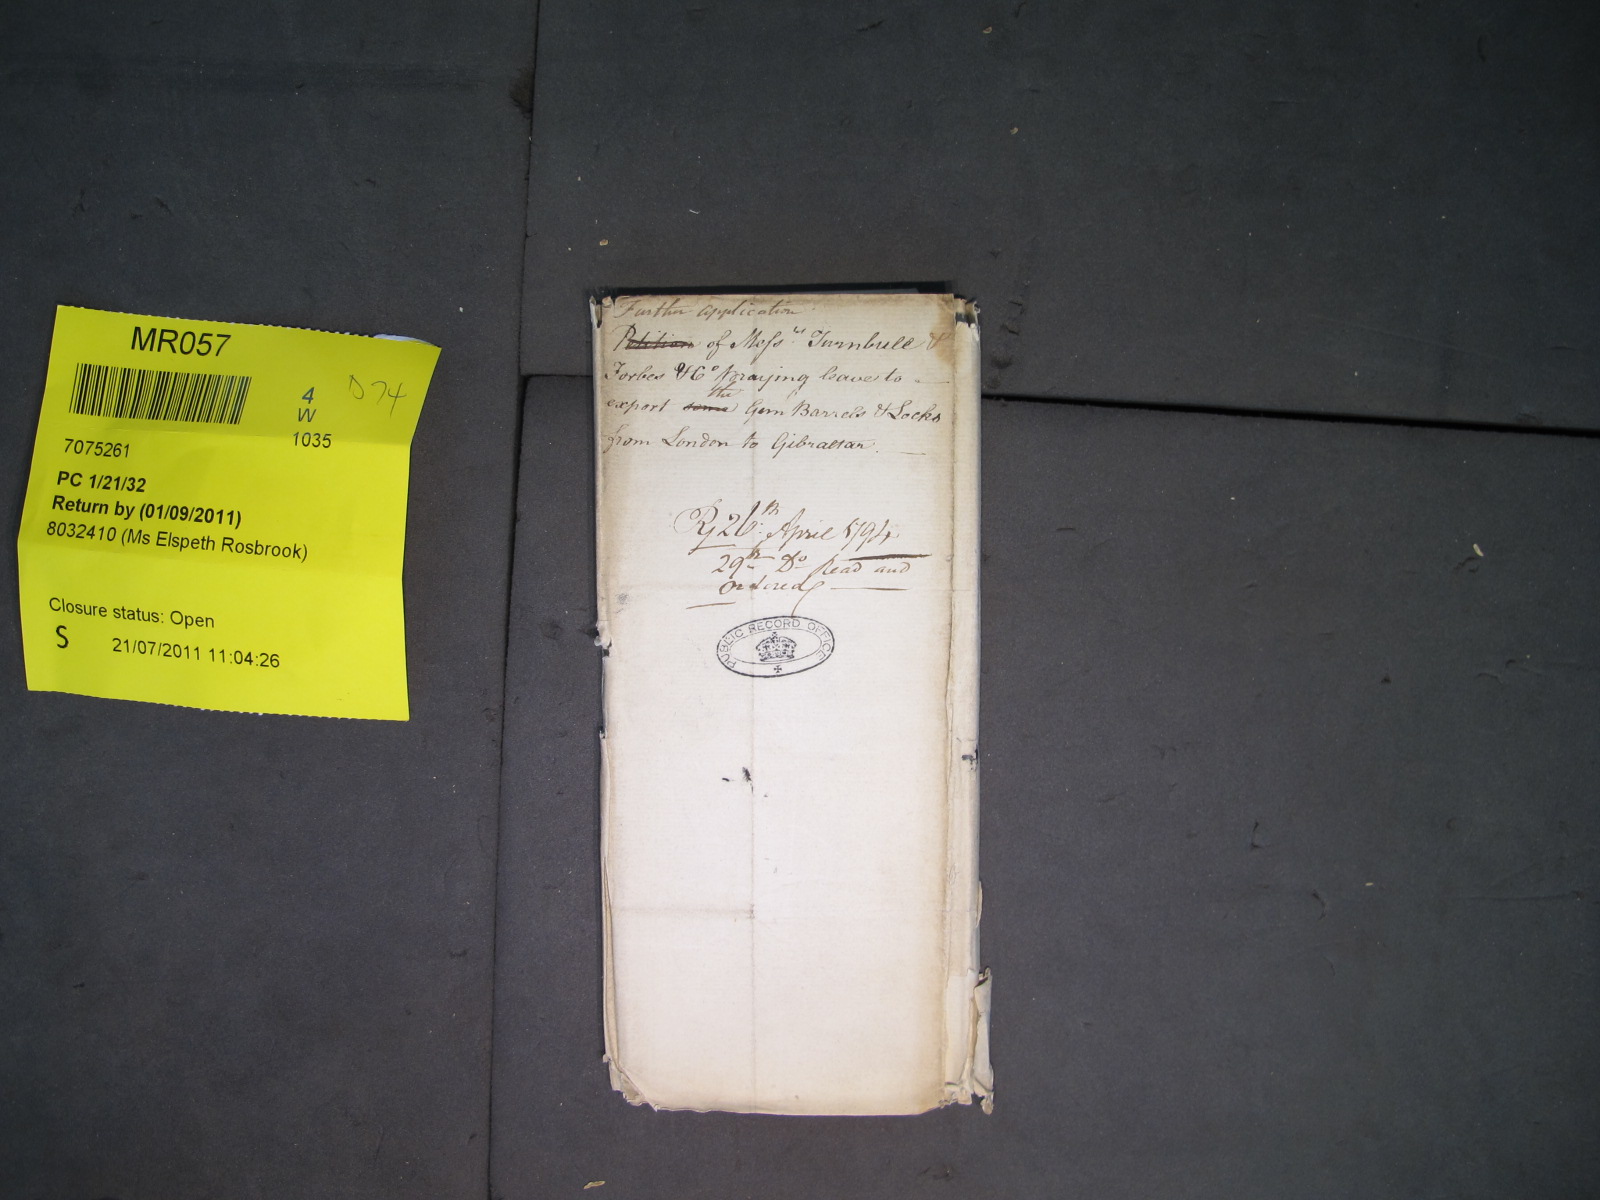 MR057
4
W
1035
D74
7075261
PC 1/21/32
Return by (01/09/2011)
8032410 (Ms Elspeth Rosbrook)
Closure status: Open
S
21/07/2011 11:04:26
Further application
Petition of Messrs Turnbull &
Forbes & Co praying leave to
the
export some Gun Barrels & Locks
from London to Gibraltar.
Rx 26th April 1794
29th Do Read and
Ordered
PUBLIC RECORD OFFICE